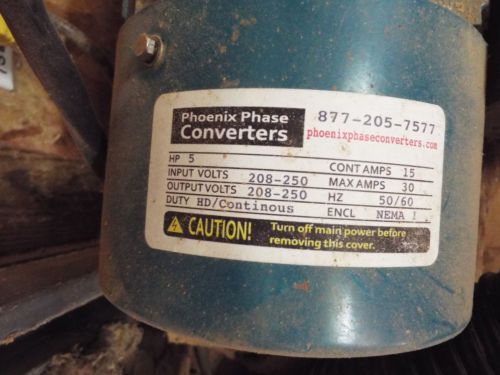 Phoenix Phase
Converters
877-205-7577
phoenixphaseconverters.com
HP 5
CONT AMPS 15
INPUT VOLTS 208-250
MAX AMPS 30
OUTPUT VOLTS 208-250
HZ 50/60
DUTY HD/Continous
ENCL NEMA
CAUTION!
Turn off main power before
removing this cover.